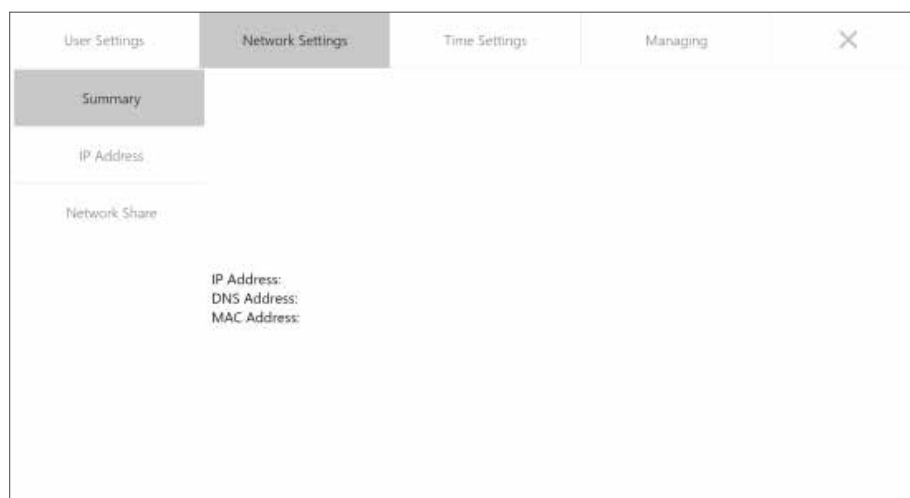 User Settings
Network Settings
Time Settings
Managing
Summary
IP Address
Network Share
IP Address:
DNS Address:
MAC Address: